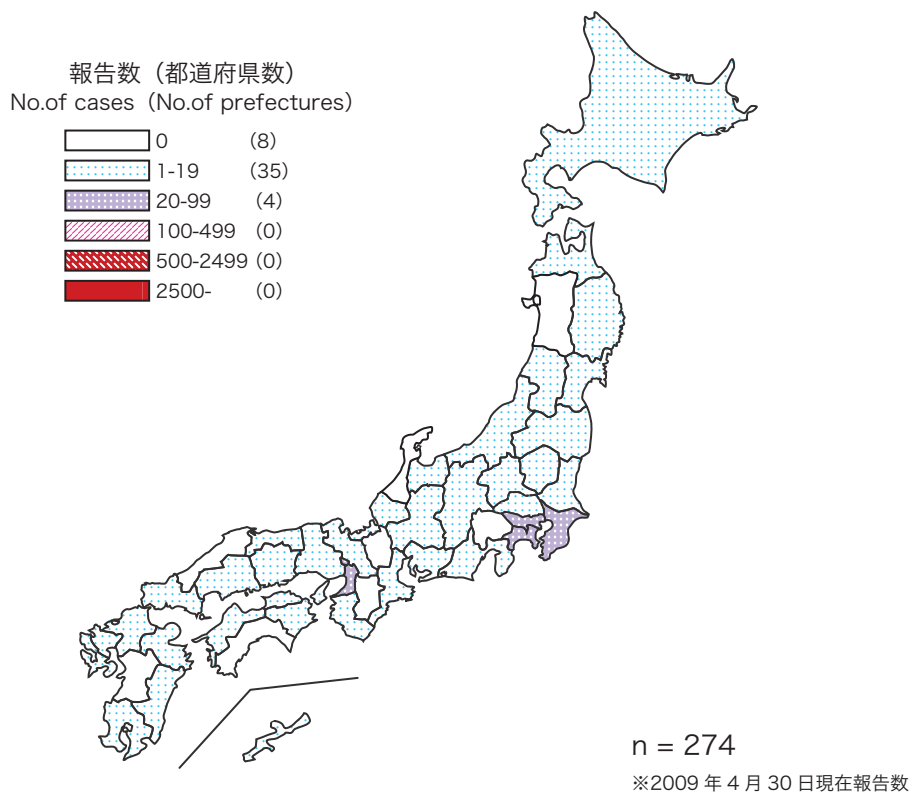 報告数（都道府県数）
No.of cases（No.of prefectures）
0 (8)
1-19 (35)
20-99 (4)
100-499 (0)
500-2499 (0)
2500- (0)
n = 274
※2009 年 4 月 30 日現在報告数